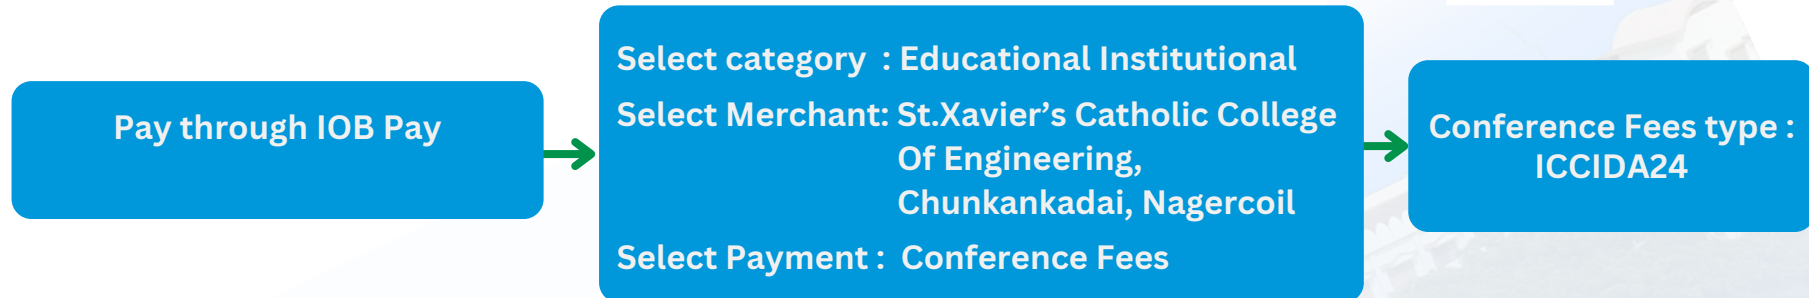 Pay through IOB Pay
Select category : Educational Institutional
Select Merchant: St.Xavier’s Catholic College
Of Engineering,
Chunkankadai, Nagercoil
Select Payment : Conference Fees
Conference Fees type :
ICCIDA24